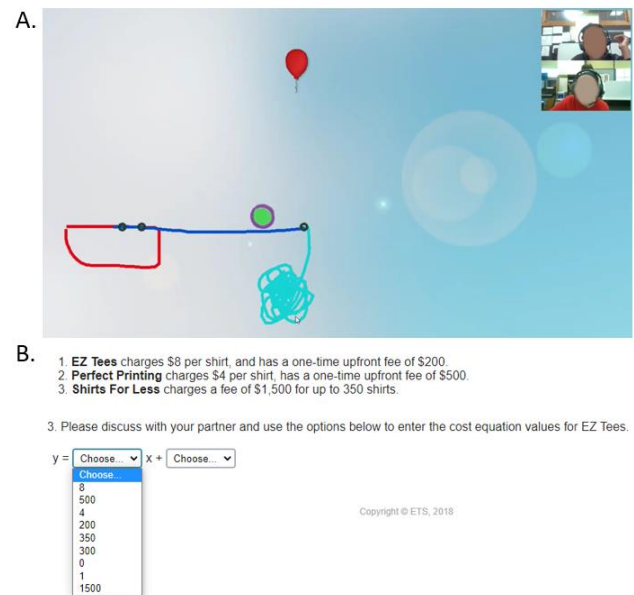 A.
B.
1. EZ Tees charges $8 per shirt, and has a one-time upfront fee of $200.
2. Perfect Printing charges $4 per shirt, has a one-time upfront fee of $500.
3. Shirts For Less charges a fee of $1,500 for up to 350 shirts.
3. Please discuss with your partner and use the options below to enter the cost equation values for EZ Tees.
y = Choose... x + Choose...
Choose...
8
500
4
200
350
300
0
1
1500
Copyright © ETS, 2018